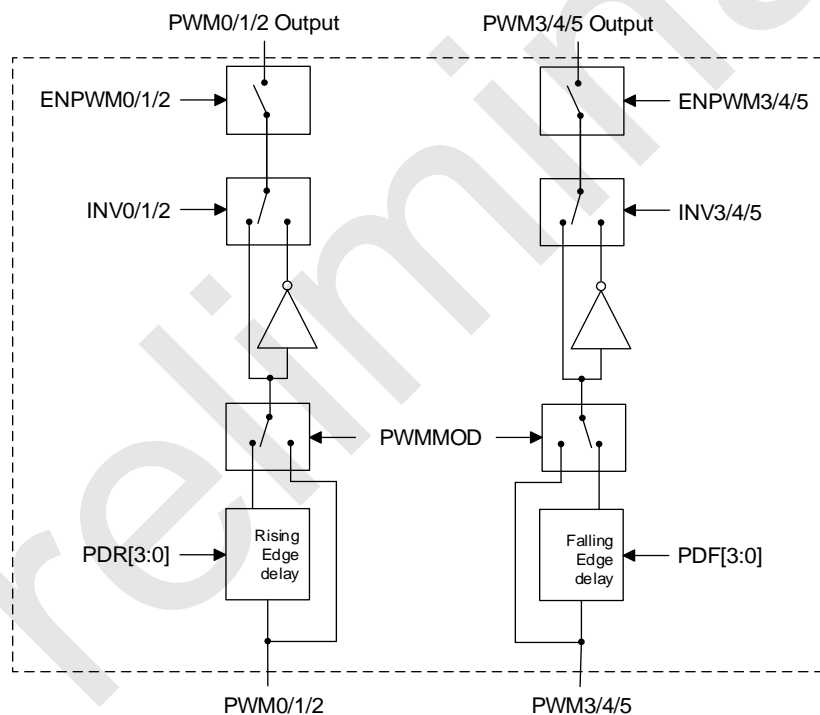 PWM0/1/2 Output
PWM3/4/5 Output
ENPWM0/1/2
ENPWM3/4/5
INV0/1/2
INV3/4/5
PWMMOD
PDR[3:0]
Rising
Edge
delay
Falling
Edge
delay
PDF[3:0]
PWM0/1/2
PWM3/4/5
relimina